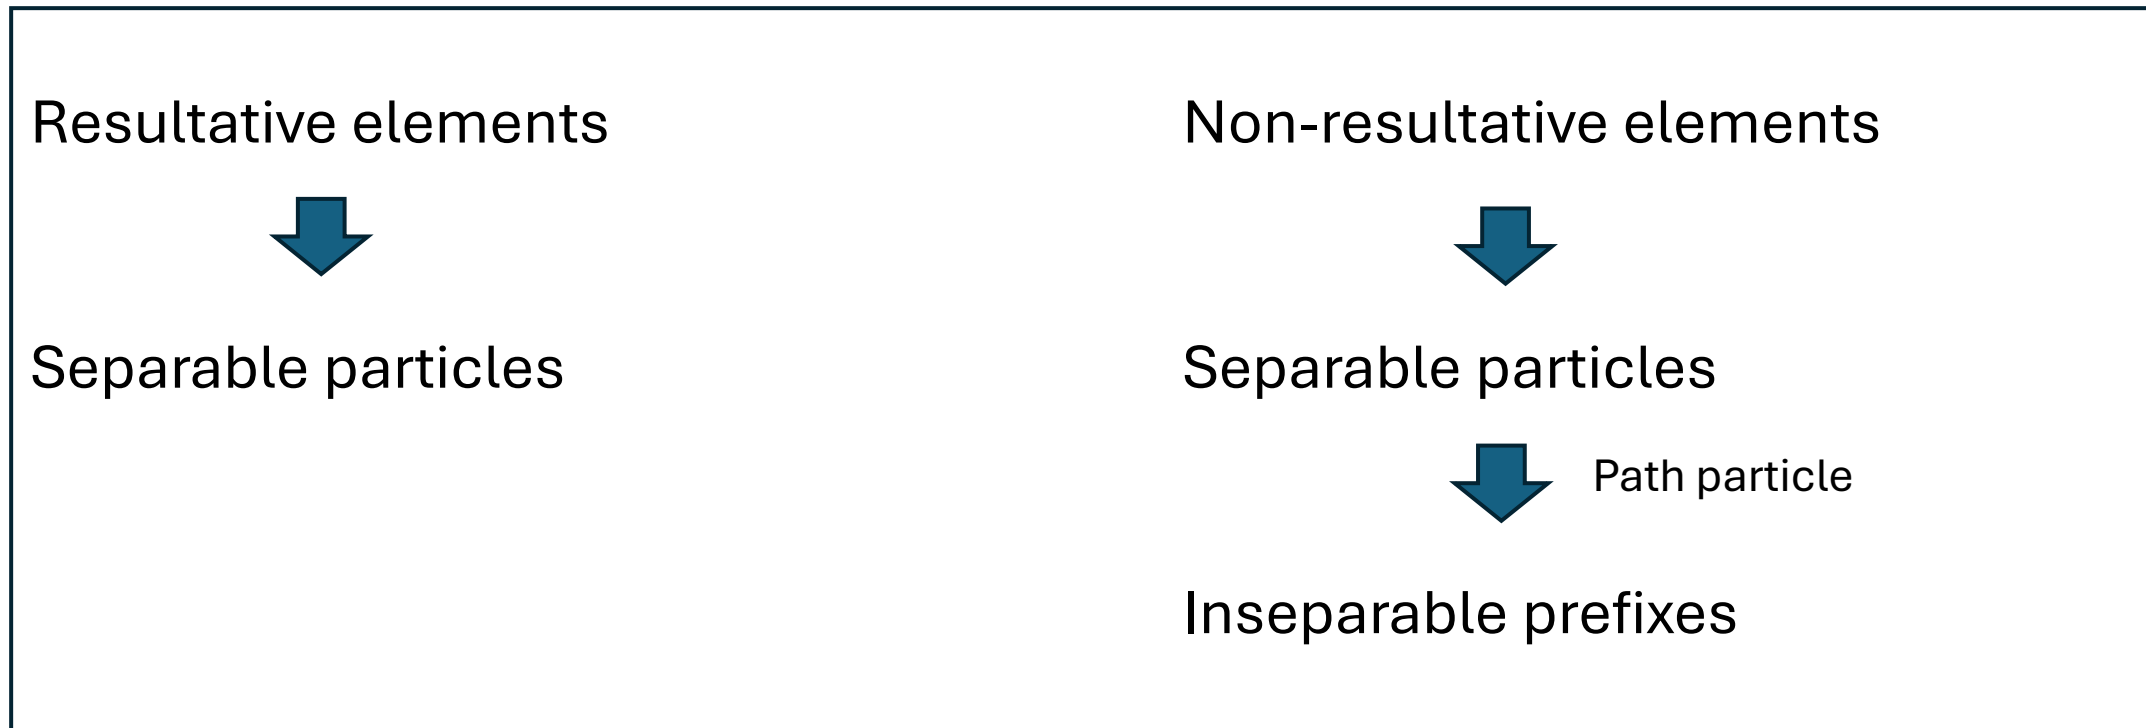 Resultative elements
Non-resultative elements
Separable particles
Separable particles
Path particle
Inseparable prefixes